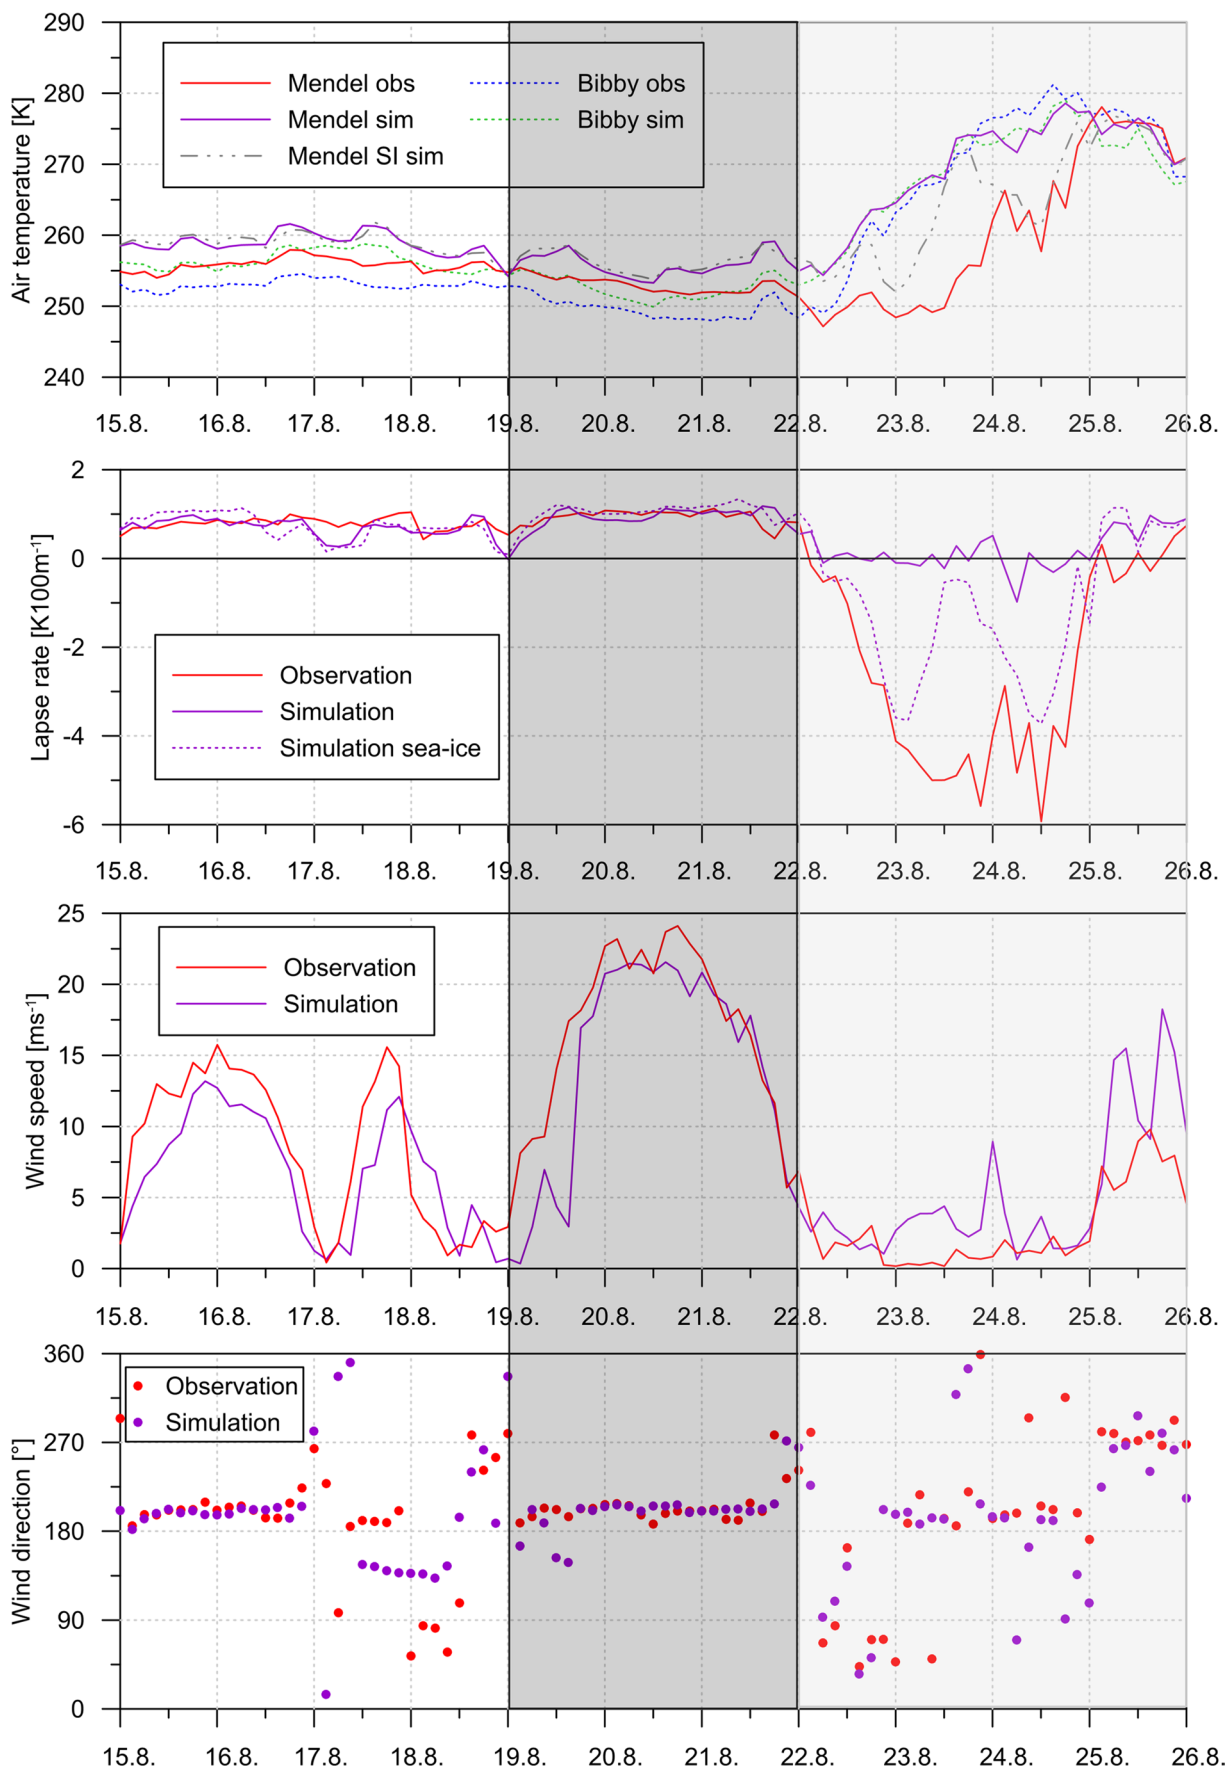 290
280
270
260
250
240
Air temperature [K]
Mendel obs
Bibby obs
Mendel sim
Bibby sim
Mendel SI sim
15.8. 16.8. 17.8. 18.8. 19.8. 20.8. 21.8. 22.8. 23.8. 24.8. 25.8. 26.8.
2
0
-2
-4
-6
Lapse rate [K100m⁻¹]
Observation
Simulation
Simulation sea-ice
15.8. 16.8. 17.8. 18.8. 19.8. 20.8. 21.8. 22.8. 23.8. 24.8. 25.8. 26.8.
25
20
15
10
5
0
Wind speed [ms⁻¹]
Observation
Simulation
15.8. 16.8. 17.8. 18.8. 19.8. 20.8. 21.8. 22.8. 23.8. 24.8. 25.8. 26.8.
360
270
180
90
0
Wind direction [°]
Observation
Simulation
15.8. 16.8. 17.8. 18.8. 19.8. 20.8. 21.8. 22.8. 23.8. 24.8. 25.8. 26.8.